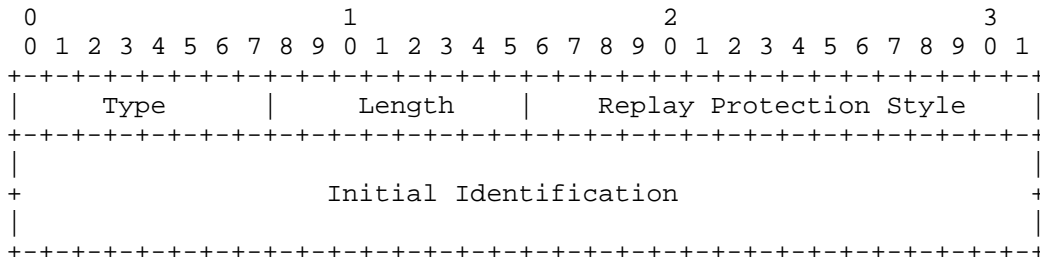 0                   1                   2                   3
 0 1 2 3 4 5 6 7 8 9 0 1 2 3 4 5 6 7 8 9 0 1 2 3 4 5 6 7 8 9 0 1
+-+-+-+-+-+-+-+-+-+-+-+-+-+-+-+-+-+-+-+-+-+-+-+-+-+-+-+-+-+-+-+-+
|     Type      |     Length    |    Replay Protection Style    |
+-+-+-+-+-+-+-+-+-+-+-+-+-+-+-+-+-+-+-+-+-+-+-+-+-+-+-+-+-+-+-+-+
|                                                               |
+                   Initial Identification                      +
|                                                               |
+-+-+-+-+-+-+-+-+-+-+-+-+-+-+-+-+-+-+-+-+-+-+-+-+-+-+-+-+-+-+-+-+